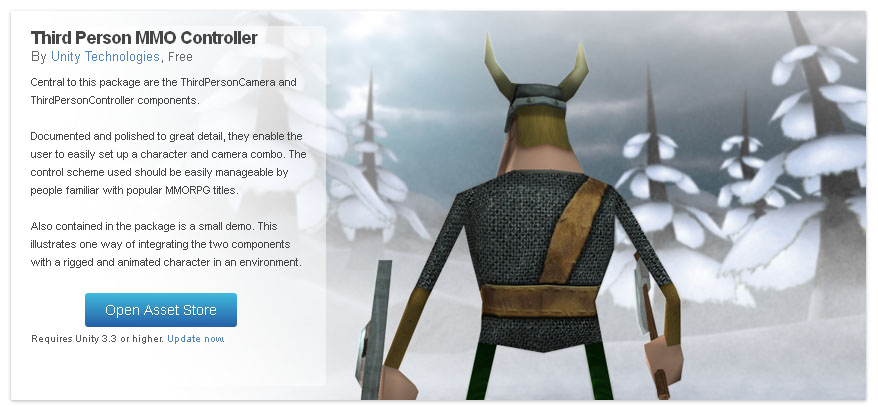 Third Person MMO Controller
By Unity Technologies, Free
Central to this package are the ThirdPersonCamera and
ThirdPersonController components.
Documented and polished to great detail, they enable the
user to easily set up a character and camera combo. The
control scheme used should be easily manageable by
people familiar with popular MMORPG titles.
Also contained in the package is a small demo. This
illustrates one way of integrating the two components
with a rigged and animated character in an environment.
Open Asset Store
Requires Unity 3.3 or higher. Update now.